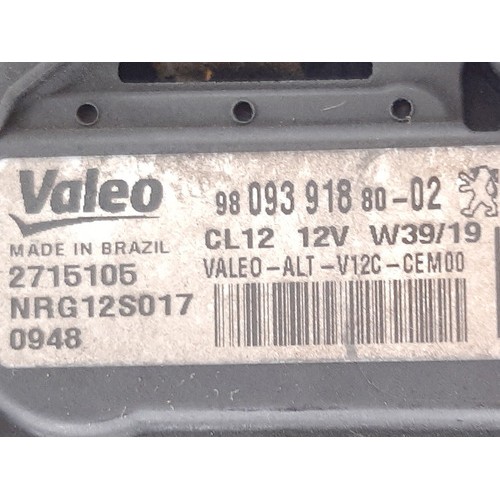 Valeo
98 093 918 80-02
MADE IN BRAZIL
CL12 12V W39/19
2715105
VALEO-ALT-V12C-CEM00
NRG12S017
0948